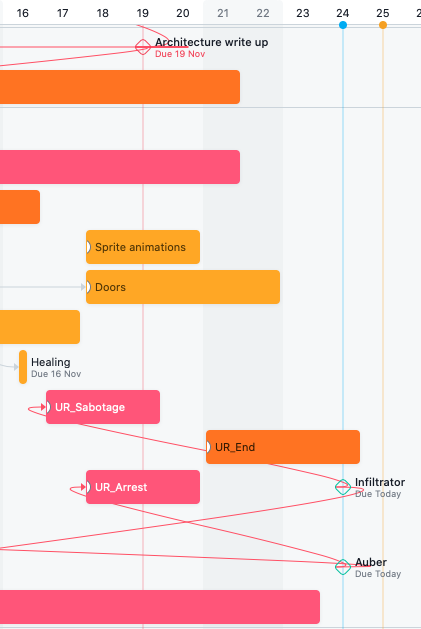 16 17 18 19 20 21 22 23 24 25 2
Architecture write up
Due 19 Nov
Sprite animations
Doors
Healing
Due 16 Nov
UR_Sabotage
UR_End
Infiltrator
Due Today
UR_Arrest
Auber
Due Today